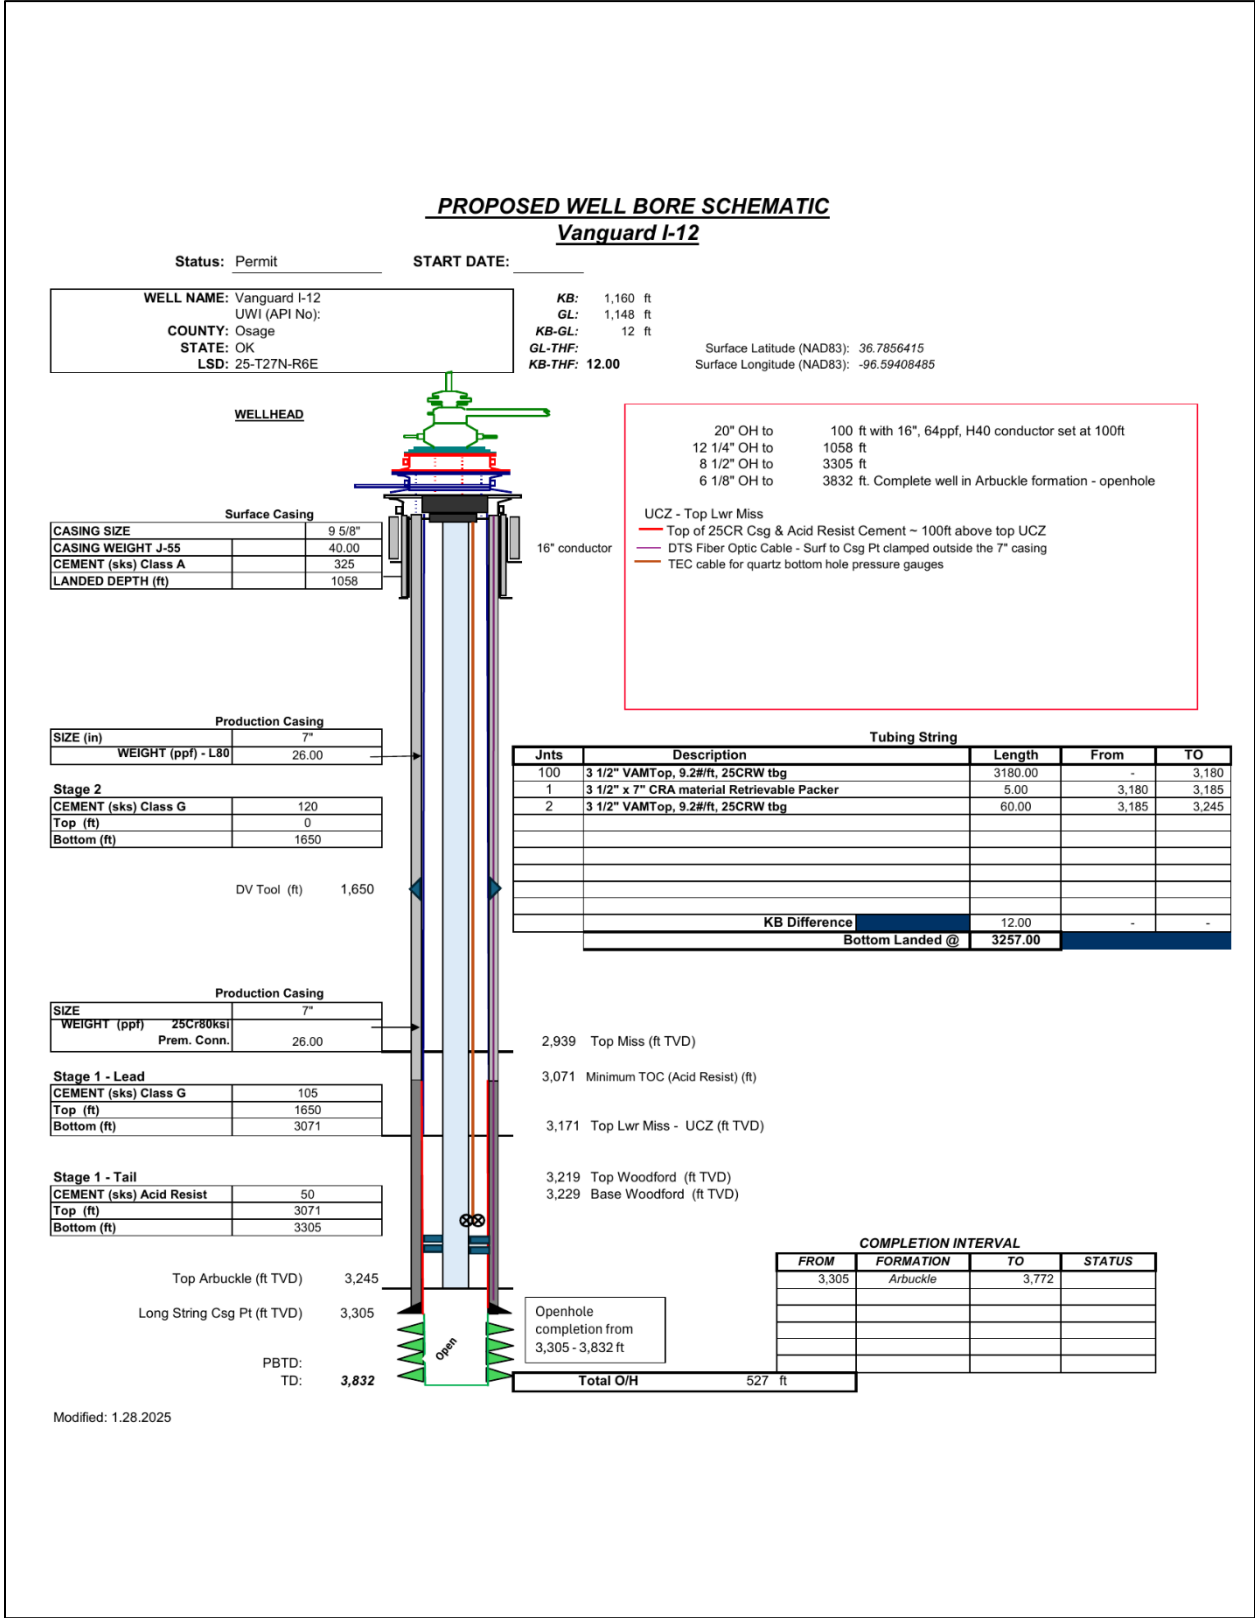 PROPOSED WELL BORE SCHEMATIC
Vanguard I-12
Status: Permit START DATE:
WELL NAME: Vanguard I-12
UWI (API No):
COUNTY: Osage
STATE: OK
LSD: 25-T27N-R6E
KB: 1,160 ft
GL: 1,148 ft
KB-GL: 12 ft
GL-THF:
KB-THF: 12.00
Surface Latitude (NAD83): 36.7856415
Surface Longitude (NAD83): -96.59408485
WELLHEAD
20" OH to 100 ft with 16", 64ppf, H40 conductor set at 100ft
12 1/4" OH to 1058 ft
8 1/2" OH to 3305 ft
6 1/8" OH to 3832 ft. Complete well in Arbuckle formation - openhole
UCZ - Top Lwr Miss
Top of 25CR Csg & Acid Resist Cement ~ 100ft above top UCZ
DTS Fiber Optic Cable - Surf to Csg Pt clamped outside the 7" casing
TEC cable for quartz bottom hole pressure gauges
Surface Casing
CASING SIZE 9 5/8"
CASING WEIGHT J-55 40.00
CEMENT (sks) Class A 325
LANDED DEPTH (ft) 1058
16" conductor
Production Casing
SIZE (in) 7"
WEIGHT (ppf) - L80 26.00
Stage 2
CEMENT (sks) Class G 120
Top (ft) 0
Bottom (ft) 1650
DV Tool (ft) 1,650
Tubing String
Jnts Description Length From TO
100 3 1/2" VAMTop, 9.2#/ft, 25CRW tbg 3180.00 - 3,180
1 3 1/2" x 7" CRA material Retrievable Packer 5.00 3,180 3,185
2 3 1/2" VAMTop, 9.2#/ft, 25CRW tbg 60.00 3,185 3,245
KB Difference 12.00 - -
Bottom Landed @ 3257.00
Production Casing
SIZE 7"
WEIGHT (ppf) 25Cr80ksi
Prem. Conn. 26.00
Stage 1 - Lead
CEMENT (sks) Class G 105
Top (ft) 1650
Bottom (ft) 3071
Stage 1 - Tail
CEMENT (sks) Acid Resist 50
Top (ft) 3071
Bottom (ft) 3305
2,939 Top Miss (ft TVD)
3,071 Minimum TOC (Acid Resist) (ft)
3,171 Top Lwr Miss - UCZ (ft TVD)
3,219 Top Woodford (ft TVD)
3,229 Base Woodford (ft TVD)
Top Arbuckle (ft TVD) 3,245
Long String Csg Pt (ft TVD) 3,305
PBTD:
TD: 3,832
Open
Openhole
completion from
3,305 - 3,832 ft
Total O/H 527 ft
COMPLETION INTERVAL
FROM FORMATION TO STATUS
3,305 Arbuckle 3,772
Modified: 1.28.2025